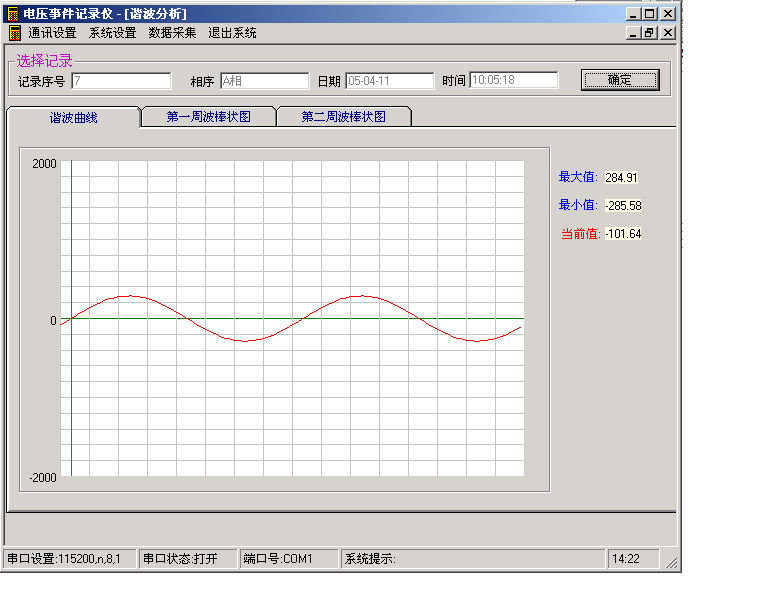 电压事件记录仪 - [谐波分析]
通讯设置 系统设置 数据采集 退出系统
选择记录
记录序号 7 相序 A相 日期 05-04-11 时间 10:05:18 确定
谐波曲线 第一周波棒状图 第二周波棒状图
2000
0
-2000
最大值: 284.91
最小值: -285.58
当前值: -101.64
串口设置:115200,n,8,1 串口状态:打开 端口号:COM1 系统提示: 14:22